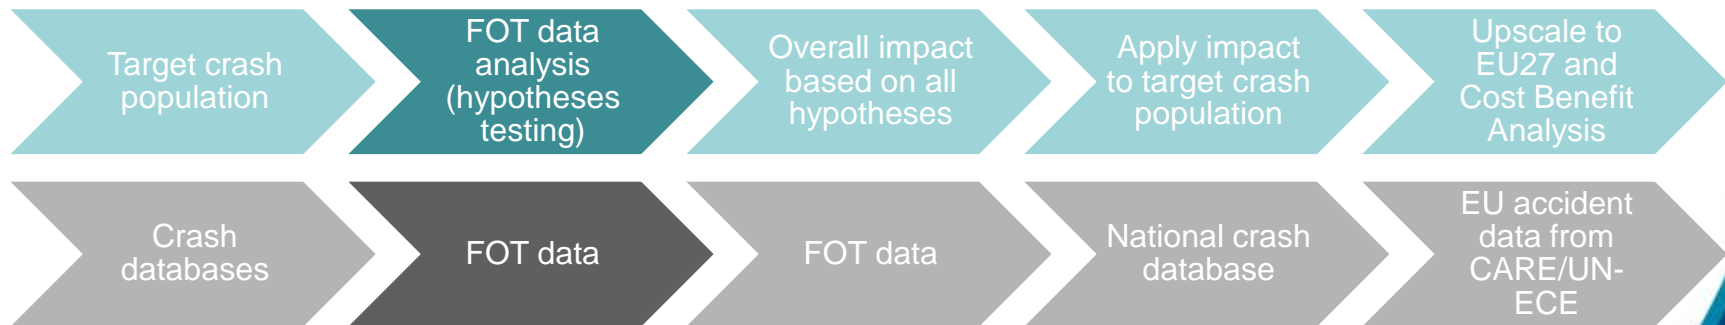 Target crash
population
FOT data
analysis
(hypotheses
testing)
Overall impact
based on all
hypotheses
Apply impact
to target crash
population
Upscale to
EU27 and
Cost Benefit
Analysis
Crash
databases
FOT data
FOT data
National crash
database
EU accident
data from
CARE/UN-
ECE